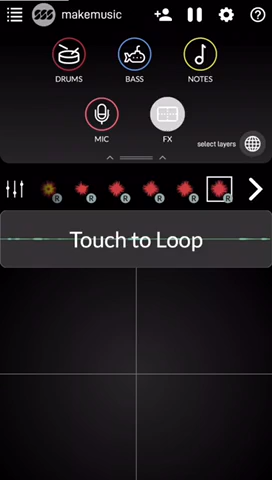 makemusic
DRUMS
BASS
NOTES
MIC
FX
select layers
R
R
R
R
R
R
Touch to Loop